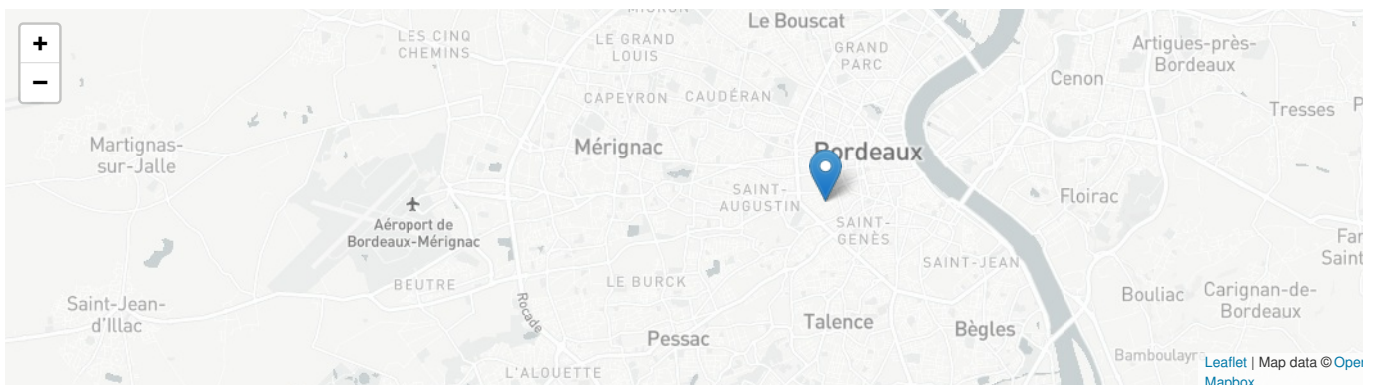 Le Bouscat
+
LES CINQ
CHEMINS
LE GRAND
LOUIS
GRAND
PARC
Artigues-près-
Bordeaux
−
Cenon
CAPEYRON
CAUDÉRAN
Tresses
Martignas-
sur-Jalle
Mérignac
Bordeaux
SAINT-
AUGUSTIN
Floirac
Aéroport de
Bordeaux-Mérignac
SAINT-
GENÈS
SAINT-JEAN
BEUTRE
LE BURCK
Saint-Jean-
d'Illac
Rocade
Bouliac
Carignan-de-
Bordeaux
Pessac
Talence
Bègles
L'ALOUETTE
Leaflet | Map data ©
Mapbox